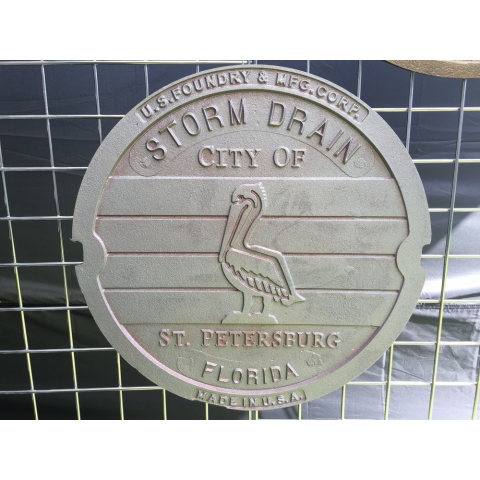 U.S. FOUNDRY & MFG. CORP.
STORM DRAIN
CITY OF
ST. PETERSBURG
FLORIDA
MADE IN U.S.A.